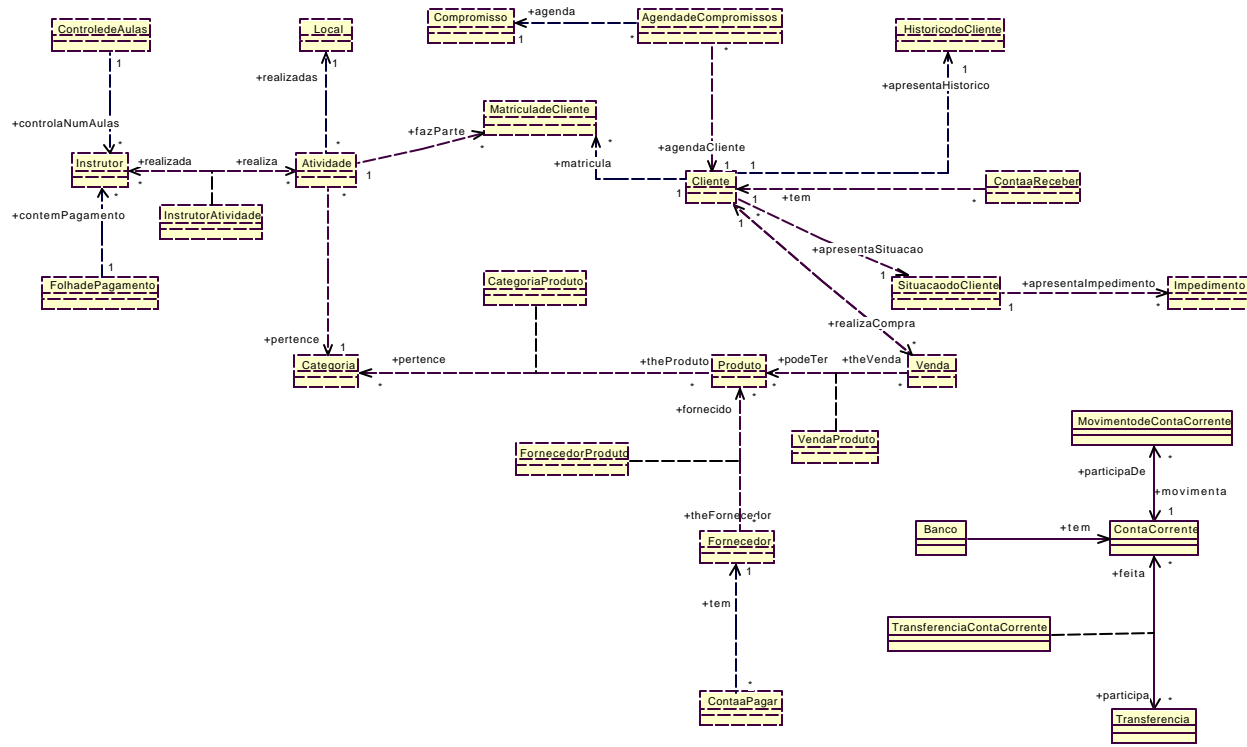 Compromisso
+agenda
AgendadeCompromissos
1
*
*
ControledeAulas
1
Local
1
HistoricodoCliente
1
+realizadas
+apresentaHistorico
MatriculadeCliente
*
*
+controlaNumAulas
*
+fazParte
*
+agendaCliente
+matricula
Instrutor
+realizada
+realiza
Atividade
1
*
*
*
*
1
1
Cliente
1
1
*
1
+tem
*
ContaaReceber
+contemPagamento
InstrutorAtividade
+apresentaSituacao
1
1
FolhadePagamento
CategoriaProduto
SituacaodoCliente
1
+apresentaImpedimento
*
Impedimento
+realizaCompra
*
+pertence
1
Categoria
*
+pertence
+theProduto
*
Produto
*
*
+podeTer
+theVenda
*
Venda
+fornecido
FornecedorProduto
VendaProduto
MovimentodeContaCorrente
*
+participaDe
+movimenta
1
+theFornecedor
*
Fornecedor
1
Banco
+tem
ContaCorrente
*
+feita
+tem
TransferenciaContaCorrente
*
ContaaPagar
+participa
*
Transferencia